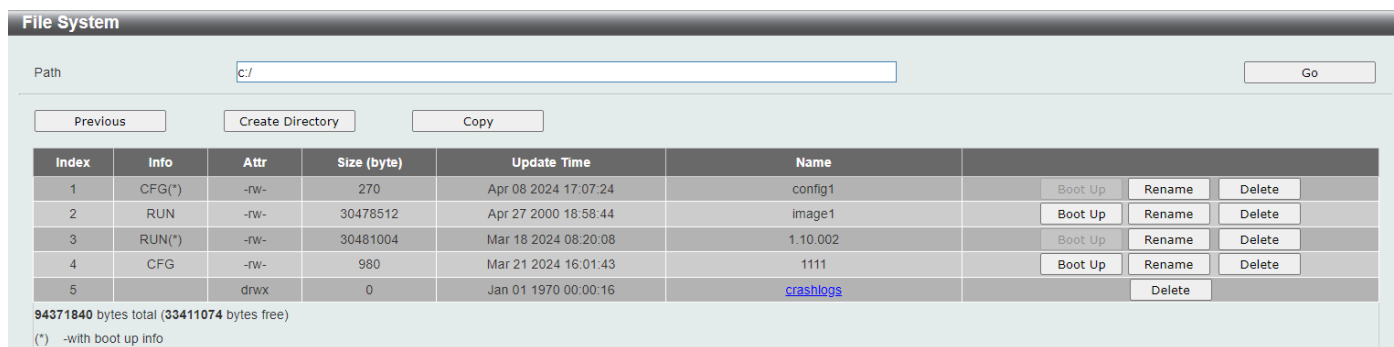 File System
Path c:/ Go
Previous Create Directory Copy
Index Info Attr Size (byte) Update Time Name
1 CFG(*) -rw- 270 Apr 08 2024 17:07:24 config1 Boot Up Rename Delete
2 RUN -rw- 30478512 Apr 27 2000 18:58:44 image1 Boot Up Rename Delete
3 RUN(*) -rw- 30481004 Mar 18 2024 08:20:08 1.10.002 Boot Up Rename Delete
4 CFG -rw- 980 Mar 21 2024 16:01:43 1111 Boot Up Rename Delete
5 drwx 0 Jan 01 1970 00:00:16 crashlogs Delete
94371840 bytes total (33411074 bytes free)
(*) -with boot up info